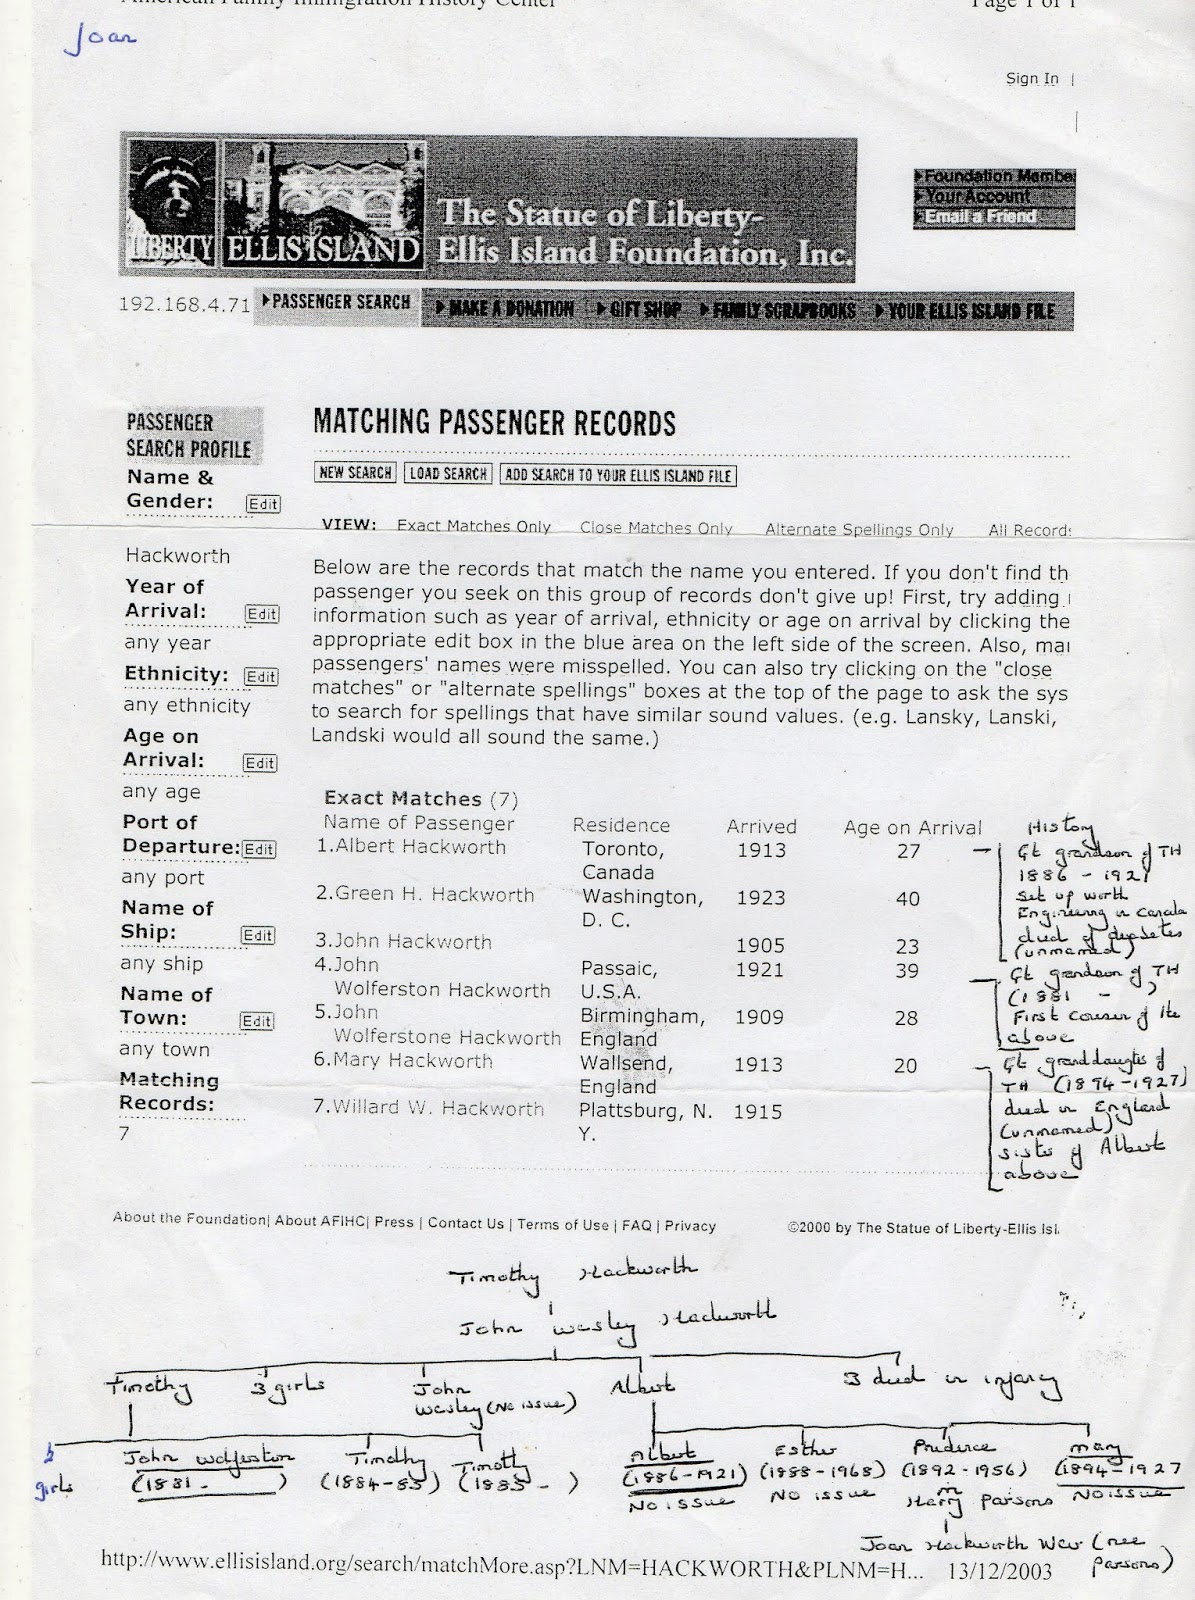 American Family Immigration History Center
Page 1 of 1
Joan
Sign In |
LIBERTY ELLIS ISLAND
The Statue of Liberty-
Ellis Island Foundation, Inc.
Foundation Membe
Your Account
Email a Friend
192.168.4.71 PASSENGER SEARCH MAKE A DONATION GIFT SHOP FAMILY SCRAPBOOKS YOUR ELLIS ISLAND FILE
PASSENGER
SEARCH PROFILE
Name &
Gender: Edit
Hackworth
Year of
Arrival: Edit
any year
Ethnicity: Edit
any ethnicity
Age on
Arrival: Edit
any age
Port of
Departure: Edit
any port
Name of
Ship: Edit
any ship
Name of
Town: Edit
any town
Matching
Records:
7
MATCHING PASSENGER RECORDS
NEW SEARCH LOAD SEARCH ADD SEARCH TO YOUR ELLIS ISLAND FILE
VIEW: Exact Matches Only Close Matches Only Alternate Spellings Only All Records
Below are the records that match the name you entered. If you don't find th
passenger you seek on this group of records don't give up! First, try adding
information such as year of arrival, ethnicity or age on arrival by clicking the
appropriate edit box in the blue area on the left side of the screen. Also, mar
passengers' names were misspelled. You can also try clicking on the "close
matches" or "alternate spellings" boxes at the top of the page to ask the sys
to search for spellings that have similar sound values. (e.g. Lansky, Lanski,
Landski would all sound the same.)
Exact Matches (7)
Name of Passenger Residence Arrived Age on Arrival
1.Albert Hackworth Toronto, 1913 27
Canada
2.Green H. Hackworth Washington, 1923 40
D. C.
3.John Hackworth 1905 23
4.John Passaic, 1921 39
Wolferston Hackworth U.S.A.
5.John Birmingham, 1909 28
Wolferstone Hackworth England
6.Mary Hackworth Wallsend, 1913 20
England
7.Willard W. Hackworth Plattsburg, N. 1915
Y.
History
Gt grandson of TH
1886 - 1921
set up worth
Engineering in Canada
died of diabetes
(unmarried)
Gt grandson of TH
(1881 - )
First cousin of the
above
Gt granddaughter of
TH (1894-1927)
died in England
(unmarried)
sister of Albert
above
About the Foundation| About AFIHC| Press | Contact Us | Terms of Use | FAQ | Privacy
©2000 by The Statue of Liberty-Ellis Isl
Timothy Hackworth
John Wesley Hackworth
Timothy 3 girls John Albert 3 died in infancy
Wesley (No issue)
2 John Wolferston Timothy Timothy Albert Esther Prudence Mary
girls (1881 - ) (1884-85) (1885 - ) (1886-1921) (1888-1968) (1892-1956) (1894-1927
No issue No issue m No issue
Harry Parsons
Joan Hackworth Weir (nee
Parsons)
http://www.ellisisland.org/search/matchMore.asp?LNM=HACKWORTH&PLNM=H... 13/12/2003